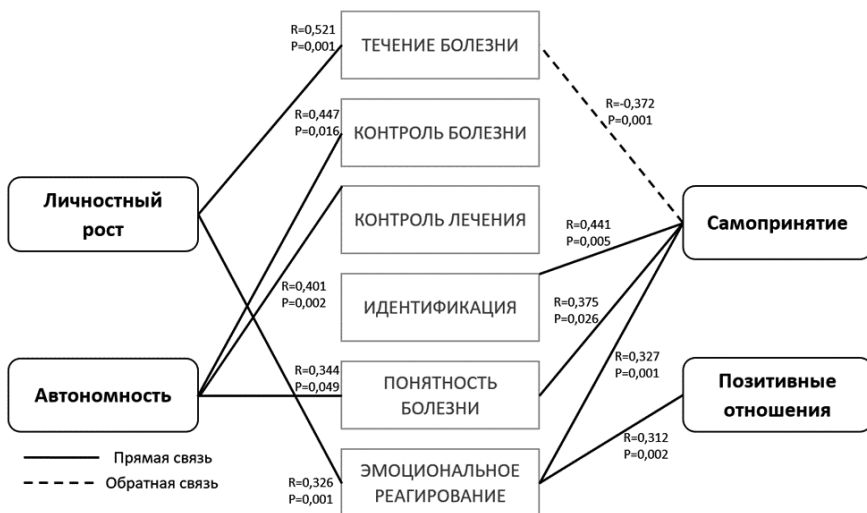 R=0,521
P=0,001
ТЕЧЕНИЕ БОЛЕЗНИ
R=-0,372
P=0,001
R=0,447
P=0,016
КОНТРОЛЬ БОЛЕЗНИ
Личностный
рост
КОНТРОЛЬ ЛЕЧЕНИЯ
R=0,441
P=0,005
Самопринятие
R=0,401
P=0,002
ИДЕНТИФИКАЦИЯ
R=0,375
P=0,026
Автономность
R=0,344
P=0,049
ПОНЯТНОСТЬ
БОЛЕЗНИ
R=0,327
P=0,001
Позитивные
отношения
R=0,312
P=0,002
Прямая связь
Обратная связь
R=0,326
P=0,001
ЭМОЦИОНАЛЬНОЕ
РЕАГИРОВАНИЕ